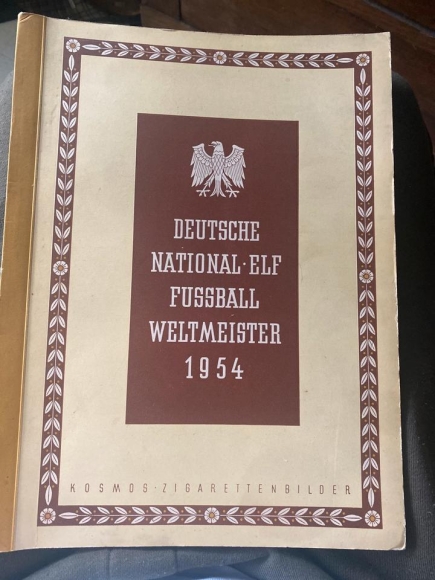 DEUTSCHE
NATIONAL·ELF
FUSSBALL
WELTMEISTER
1954
KOSMOS·ZIGARETTENBILDER